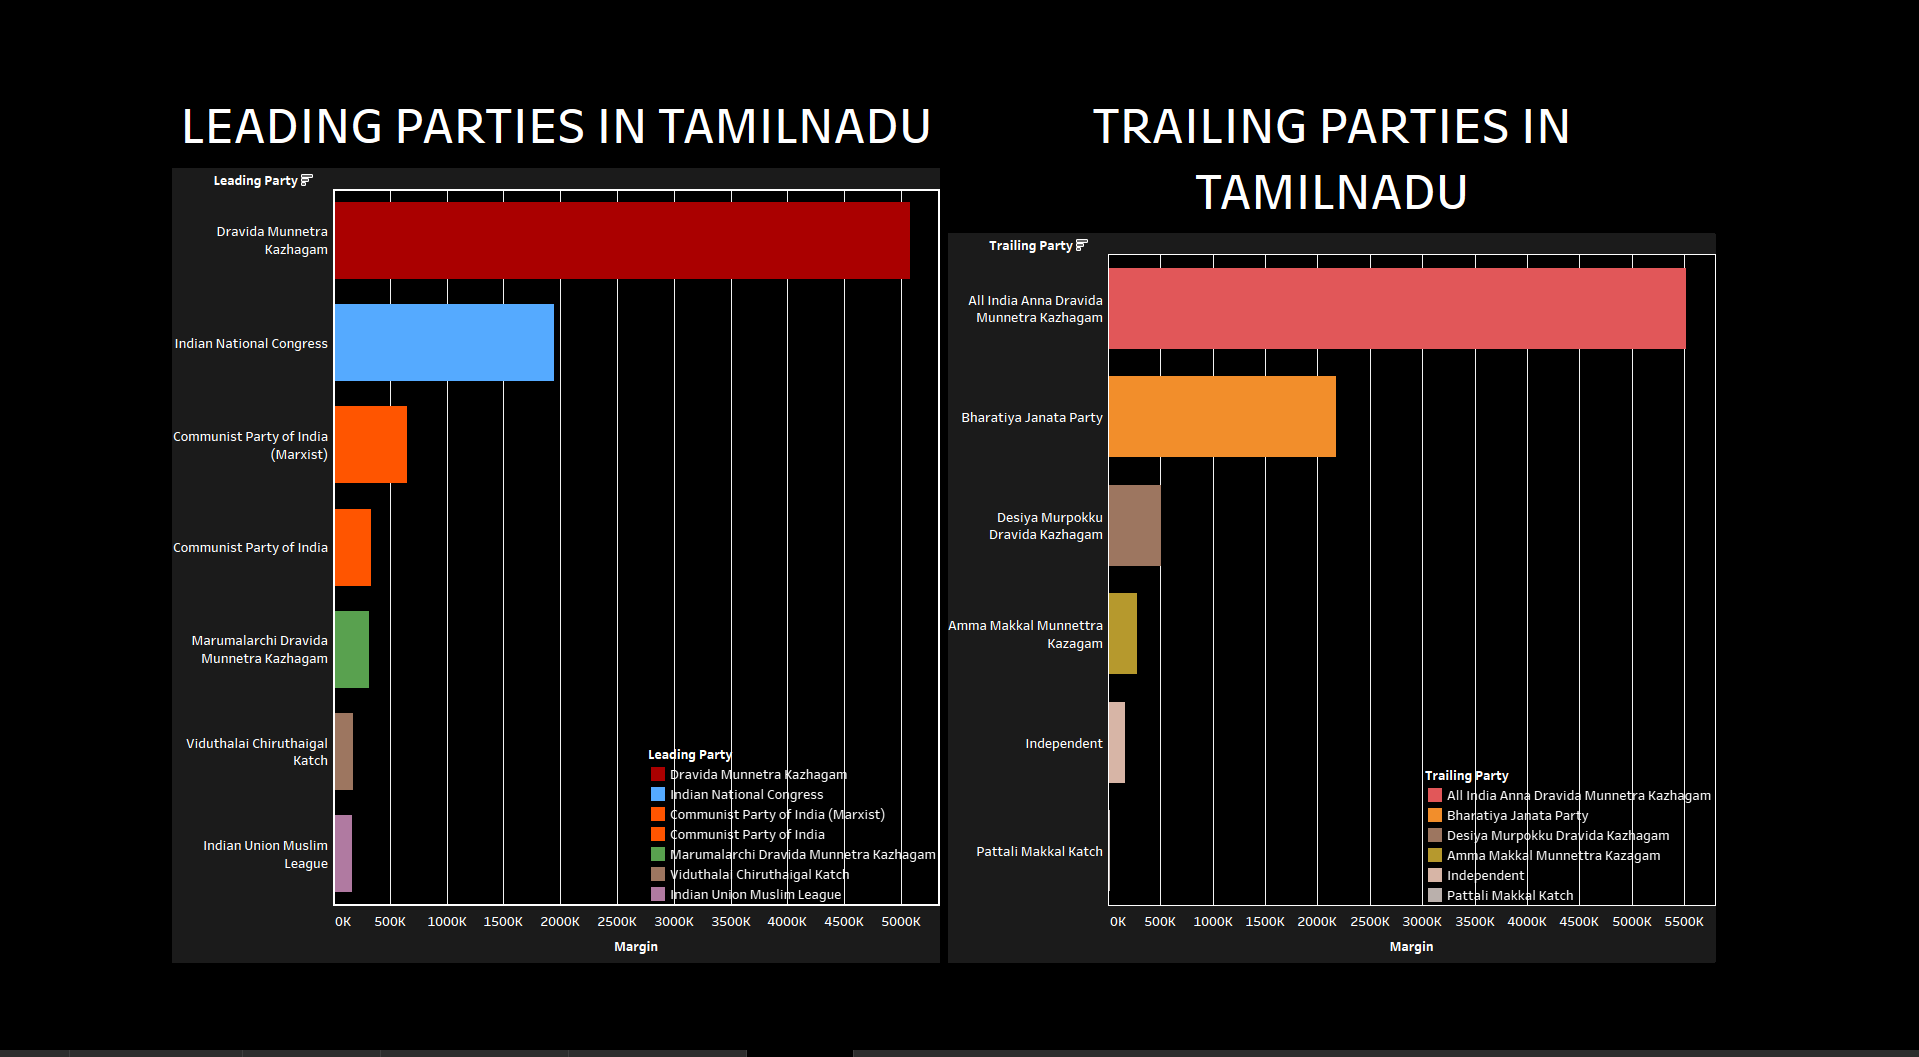 LEADING PARTIES IN TAMILNADU
Leading Party
Dravida Munnetra
Kazhagam
Indian National Congress
Communist Party of India
(Marxist)
Communist Party of India
Marumalarchi Dravida
Munnetra Kazhagam
Viduthalai Chiruthaigal
Katch
Indian Union Muslim
League
Leading Party
Dravida Munnetra Kazhagam
Indian National Congress
Communist Party of India (Marxist)
Communist Party of India
Marumalarchi Dravida Munnetra Kazhagam
Viduthalai Chiruthaigal Katch
Indian Union Muslim League
0K 500K 1000K 1500K 2000K 2500K 3000K 3500K 4000K 4500K 5000K
Margin
TRAILING PARTIES IN
TAMILNADU
Trailing Party
All India Anna Dravida
Munnetra Kazhagam
Bharatiya Janata Party
Desiya Murpokku
Dravida Kazhagam
Amma Makkal Munnettra
Kazagam
Independent
Pattali Makkal Katch
Trailing Party
All India Anna Dravida Munnetra Kazhagam
Bharatiya Janata Party
Desiya Murpokku Dravida Kazhagam
Amma Makkal Munnettra Kazagam
Independent
Pattali Makkal Katch
0K 500K 1000K 1500K 2000K 2500K 3000K 3500K 4000K 4500K 5000K 5500K
Margin